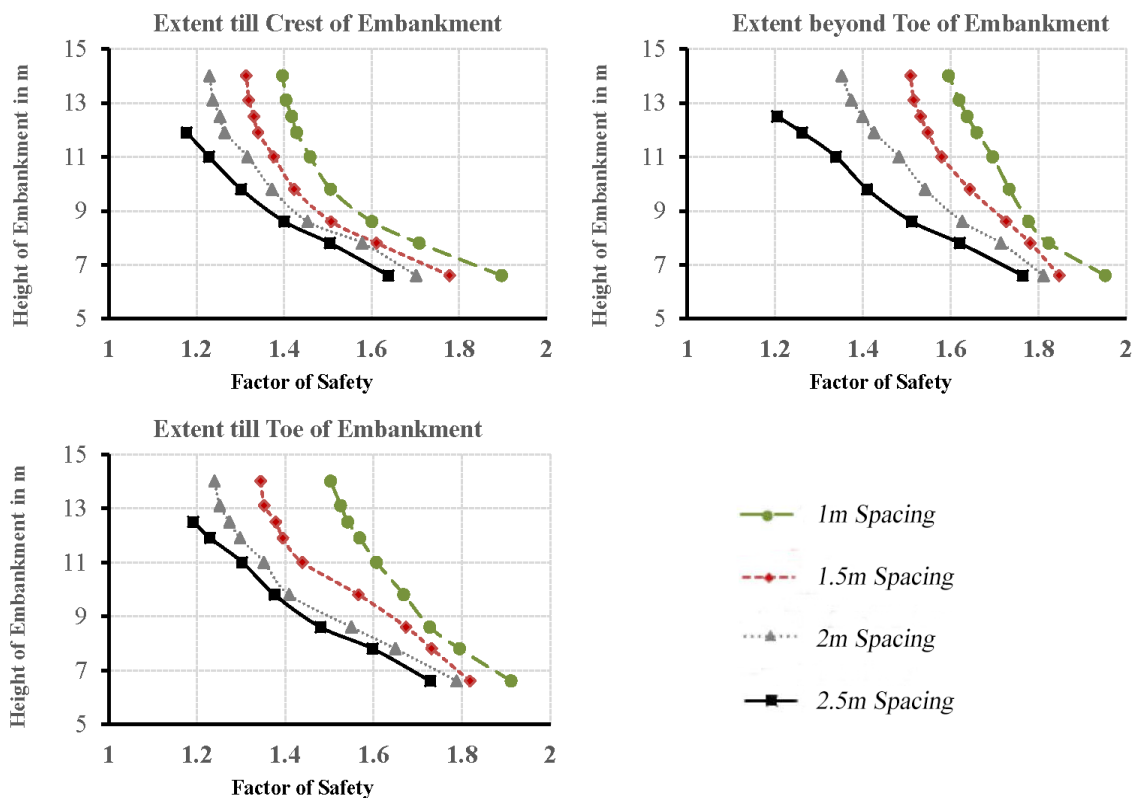 Extent till Crest of Embankment
15
13
11
9
7
5
Height of Embankment in m
1
1.2
1.4
1.6
1.8
2
Factor of Safety
Extent beyond Toe of Embankment
15
13
11
9
7
5
Height of Embankment in m
1
1.2
1.4
1.6
1.8
2
Factor of Safety
Extent till Toe of Embankment
15
13
11
9
7
5
Height of Embankment in m
1
1.2
1.4
1.6
1.8
2
Factor of Safety
1m Spacing
1.5m Spacing
2m Spacing
2.5m Spacing